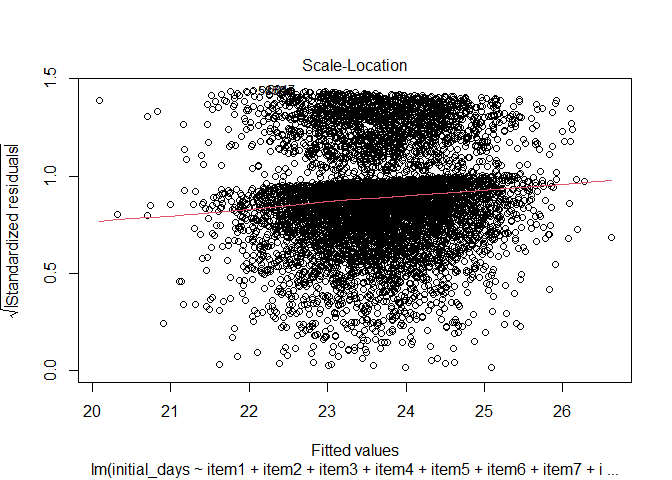 Scale-Location
√|Standardized residuals|
1.5
1.0
0.5
0.0
20 21 22 23 24 25 26
Fitted values
lm(initial_days ~ item1 + item2 + item3 + item4 + item5 + item6 + item7 + i ...